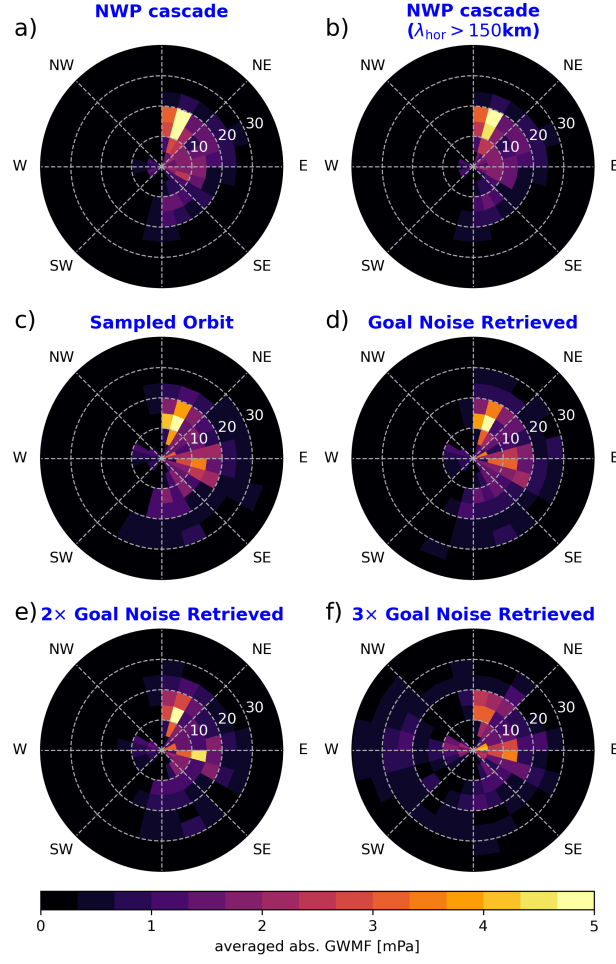 a)
NWP cascade
NW
NE
W
E
SW
SE
10
20
30
b)
NWP cascade
(λhor > 150km)
NW
NE
W
E
SW
SE
10
20
30
c)
Sampled Orbit
NW
NE
W
E
SW
SE
10
20
30
d)
Goal Noise Retrieved
NW
NE
W
E
SW
SE
10
20
30
e) 2× Goal Noise Retrieved
NW
NE
W
E
SW
SE
10
20
30
f) 3× Goal Noise Retrieved
NW
NE
W
E
SW
SE
10
20
30
0 1 2 3 4 5
averaged abs. GWMF [mPa]